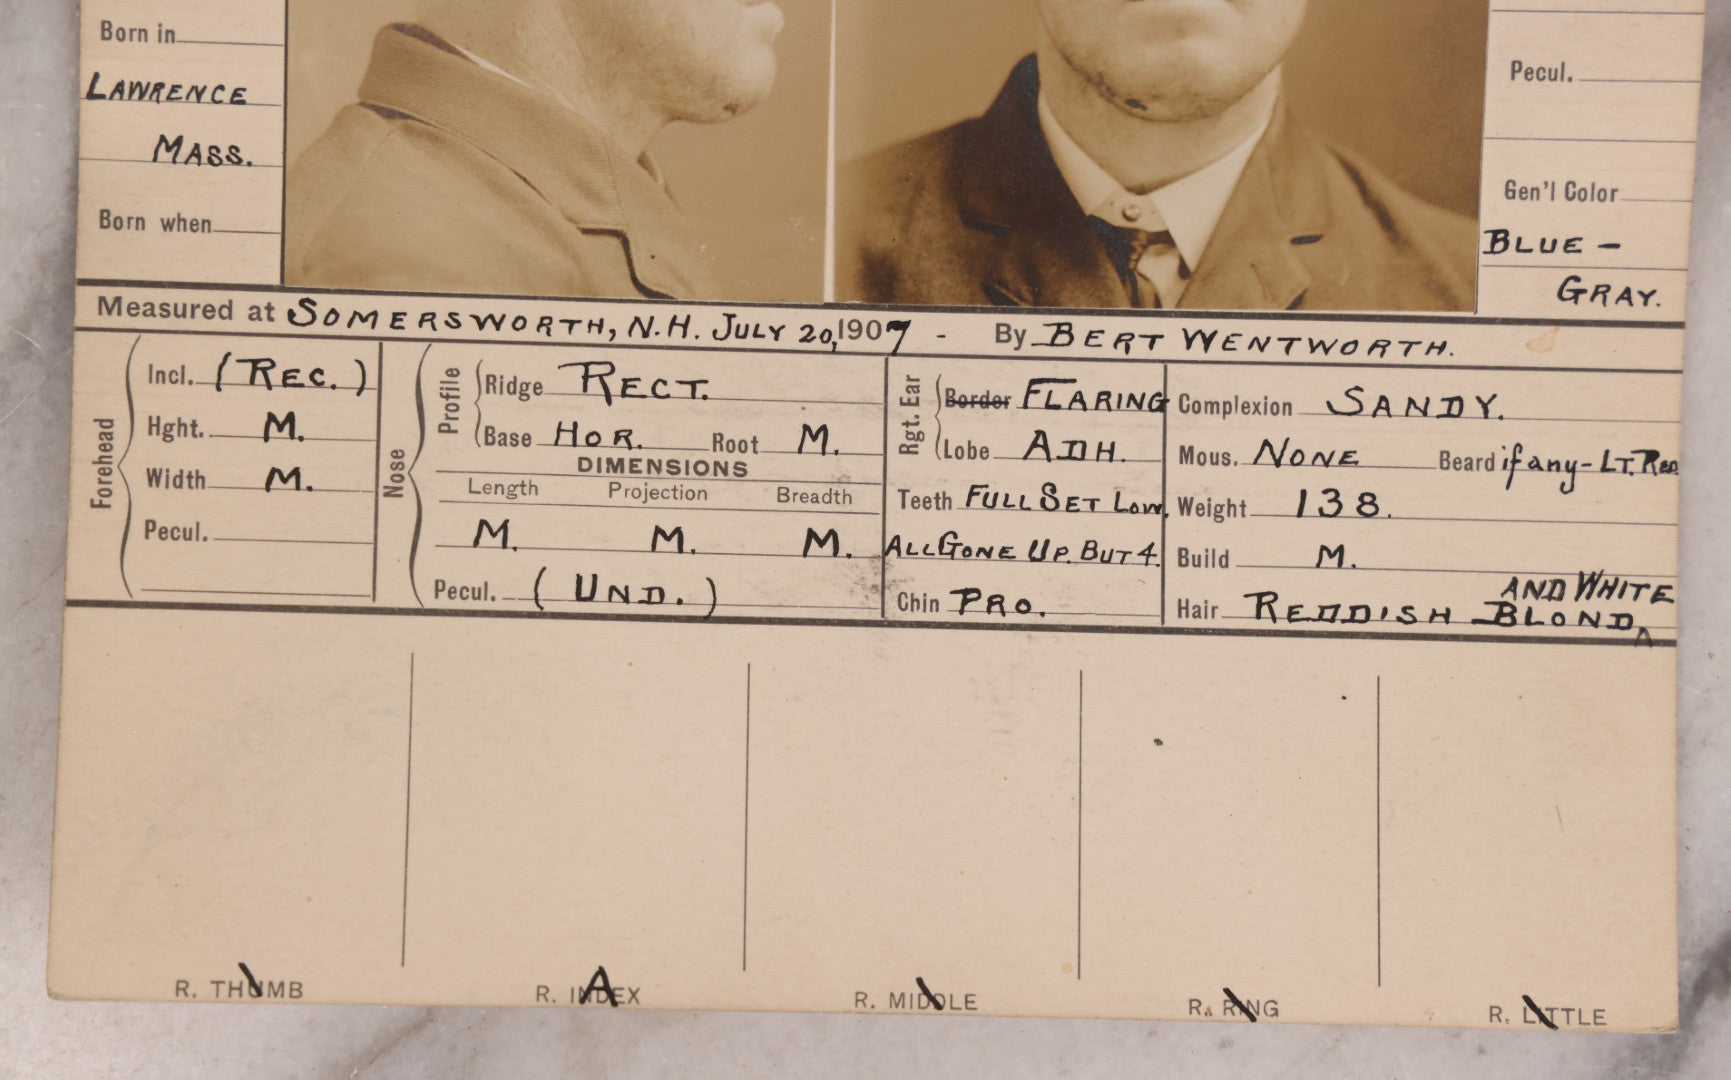 Born in
LAWRENCE
MASS.
Born when
Pecul.
Gen'l Color
BLUE –
GRAY.
Measured at SOMERSWORTH, N.H. JULY 20, 1907 - By BERT WENTWORTH.
Forehead
Incl. (REC.)
Hght. M.
Width M.
Pecul.
Nose
Profile
Ridge RECT.
Base HOR. Root M.
DIMENSIONS
Length Projection Breadth
M. M. M.
Pecul. (UND.)
Rgt. Ear
Border FLARING
Lobe ADH.
Teeth FULL SET LOW,
ALL GONE UP. BUT 4.
Chin PRO.
Complexion SANDY.
Mous. NONE Beard if any - LT. RED
Weight 138.
Build M.
AND WHITE
Hair REDDISH BLOND,
R. THUMB R. INDEX R. MIDDLE R. RING R. LITTLE
\ A \ \ \